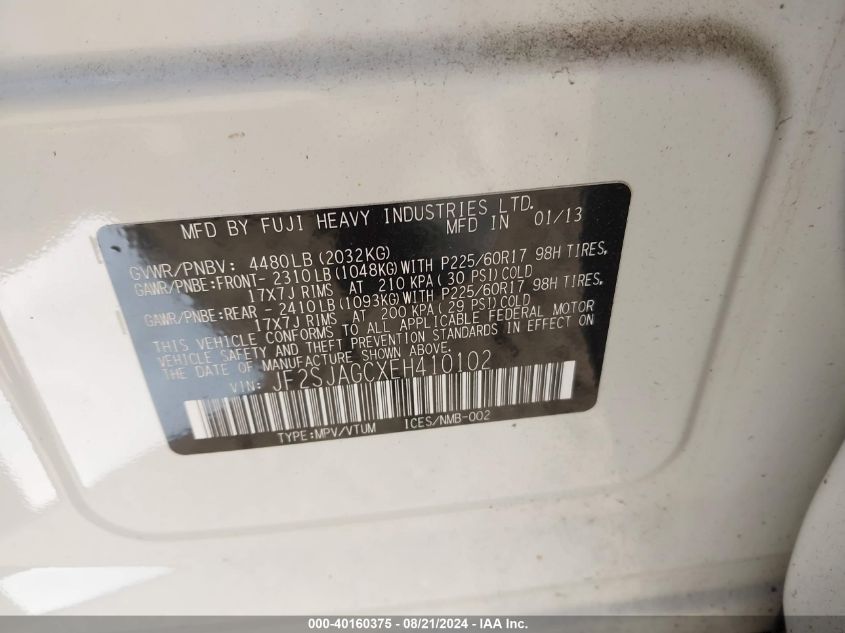 MFD BY FUJI HEAVY INDUSTRIES LTD.
MFD IN 01/13
GVWR/PNBV: 4480LB(2032KG)
GAWR/PNBE:FRONT- 2310LB(1048KG)WITH P225/60R17 98H TIRES,
17X7J RIMS AT 210 KPA(30 PSI)COLD
GAWR/PNBE:REAR - 2410LB(1093KG)WITH P225/60R17 98H TIRES,
17X7J RIMS AT 200 KPA(29 PSI)COLD
THIS VEHICLE CONFORMS TO ALL APPLICABLE FEDERAL MOTOR
VEHICLE SAFETY AND THEFT PREVENTION STANDARDS IN EFFECT ON
THE DATE OF MANUFACTURE SHOWN ABOVE.
VIN: JF2SJAGCXEH410102
TYPE:MPV/VTUM ICES/NMB-002
000-40160375 - 08/21/2024 - IAA Inc.